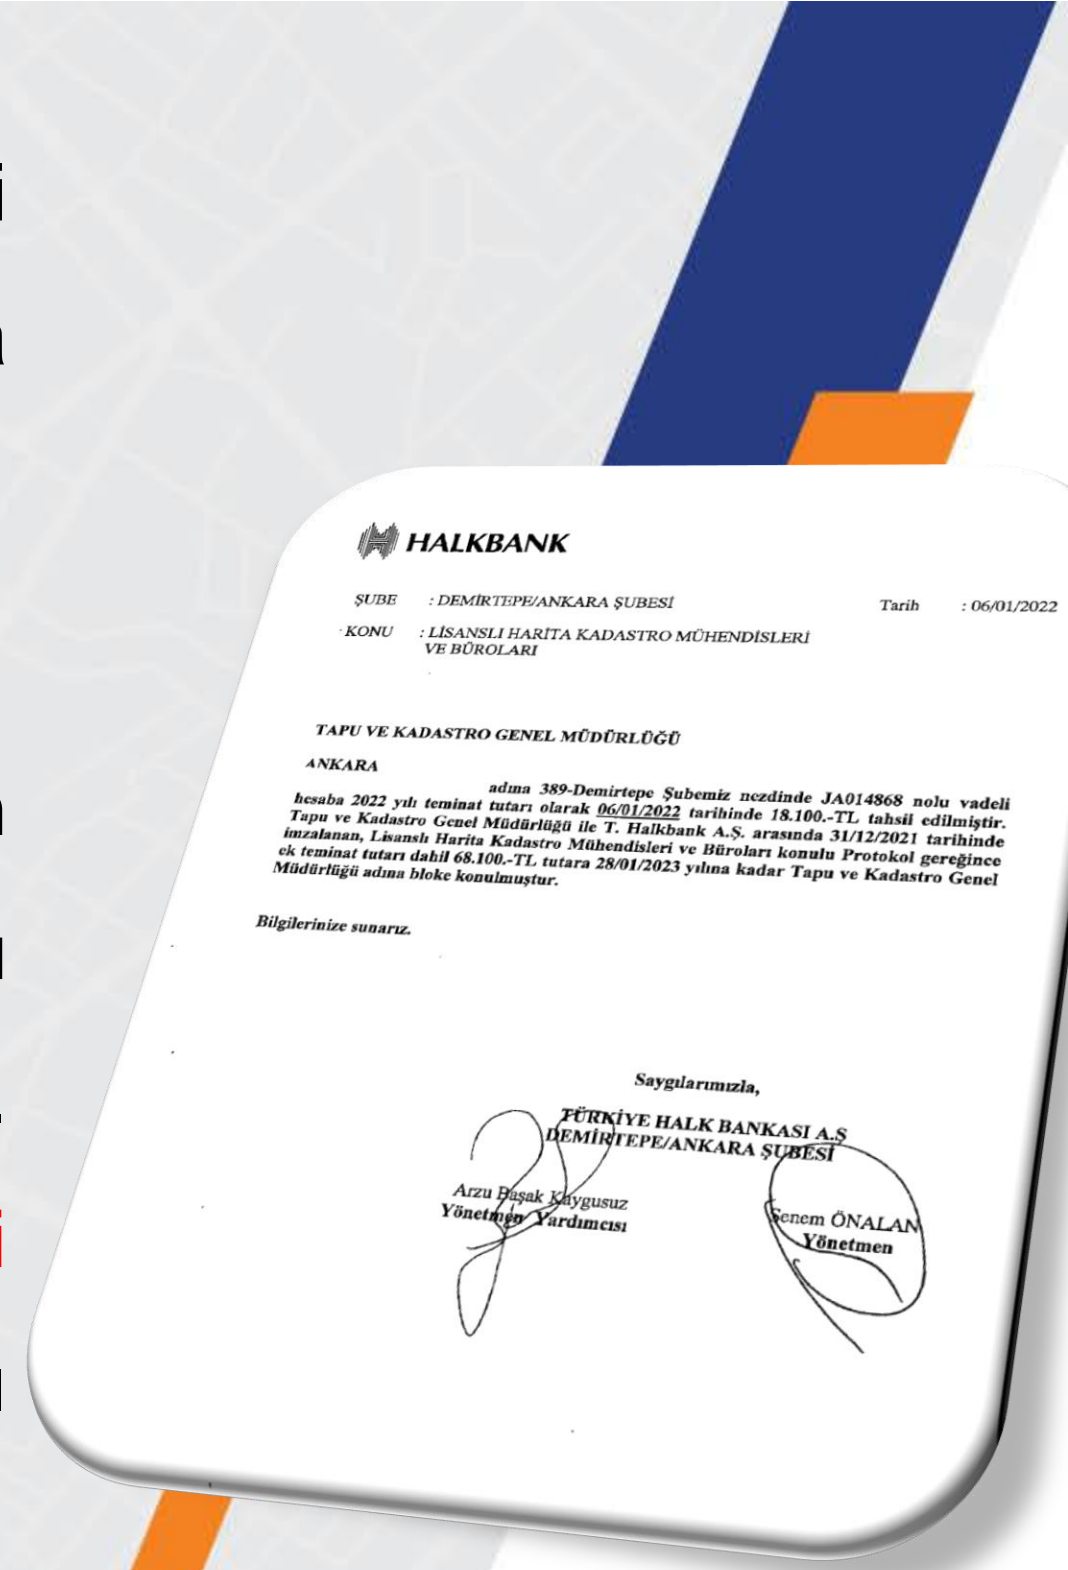 HALKBANK
ŞUBE : DEMİRTEPE/ANKARA ŞUBESİ Tarih : 06/01/2022
KONU : LİSANSLI HARİTA KADASTRO MÜHENDİSLERİ
VE BÜROLARI
TAPU VE KADASTRO GENEL MÜDÜRLÜĞÜ
ANKARA
adına 389-Demirtepe Şubemiz nezdinde JA014868 nolu vadeli
hesaba 2022 yılı teminat tutarı olarak 06/01/2022 tarihinde 18.100.-TL tahsil edilmiştir.
Tapu ve Kadastro Genel Müdürlüğü ile T. Halkbank A.Ş. arasında 31/12/2021 tarihinde
imzalanan, Lisanslı Harita Kadastro Mühendisleri ve Büroları konulu Protokol gereğince
ek teminat tutarı dahil 68.100.-TL tutara 28/01/2023 yılına kadar Tapu ve Kadastro Genel
Müdürlüğü adına bloke konulmuştur.
Bilgilerinize sunarız.
Saygılarımızla,
TÜRKİYE HALK BANKASI A.Ş
DEMİRTEPE/ANKARA ŞUBESİ
Arzu Başak Kaygusuz
Yönetmen Yardımcısı
Senem ÖNALAN
Yönetmen